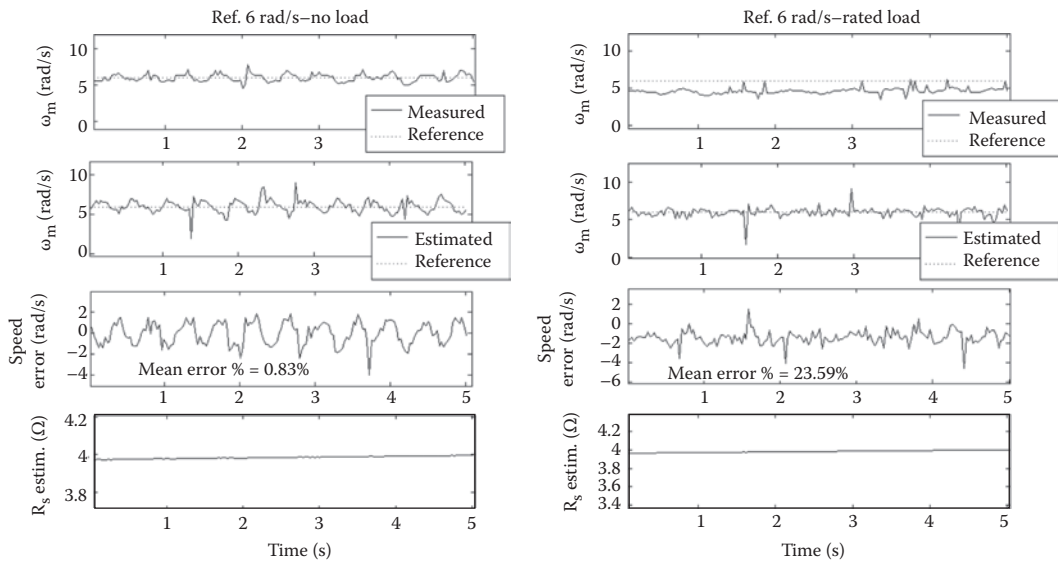 Ref. 6 rad/s–no load
10
5
0
ω_m (rad/s)
Measured
Reference
1
2
3
15
10
5
0
ω_m (rad/s)
Estimated
Reference
1
2
3
2
0
−2
−4
Speed
error (rad/s)
Mean error % = 0.83%
1
2
3
4
5
4.2
4
3.8
R_s estim. (Ω)
1
2
3
4
5
Time (s)
Ref. 6 rad/s–rated load
10
5
0
ω_m (rad/s)
Measured
Reference
1
2
3
10
5
0
ω_m (rad/s)
Estimated
Reference
1
2
3
2
0
−2
−4
−6
Speed
error (rad/s)
Mean error % = 23.59%
1
2
3
4
5
4.2
4
3.8
3.6
3.4
R_s estim. (Ω)
1
2
3
4
5
Time (s)